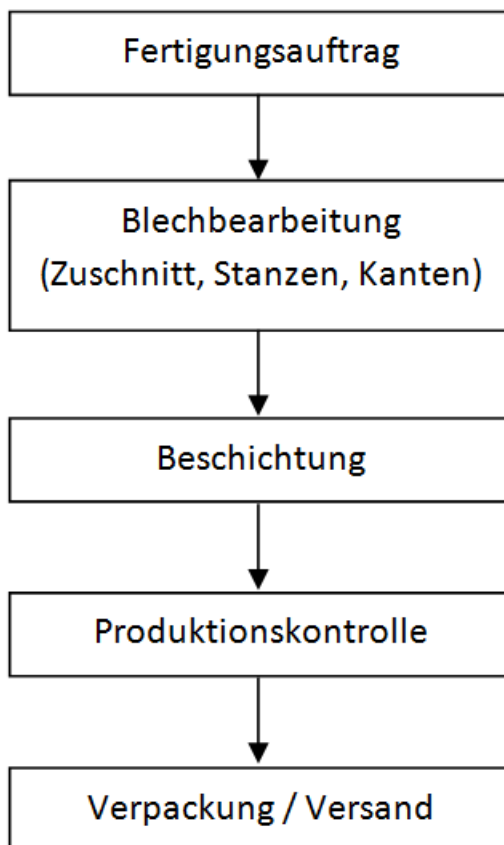 Fertigungsauftrag
Blechbearbeitung
(Zuschnitt, Stanzen, Kanten)
Beschichtung
Produktionskontrolle
Verpackung / Versand